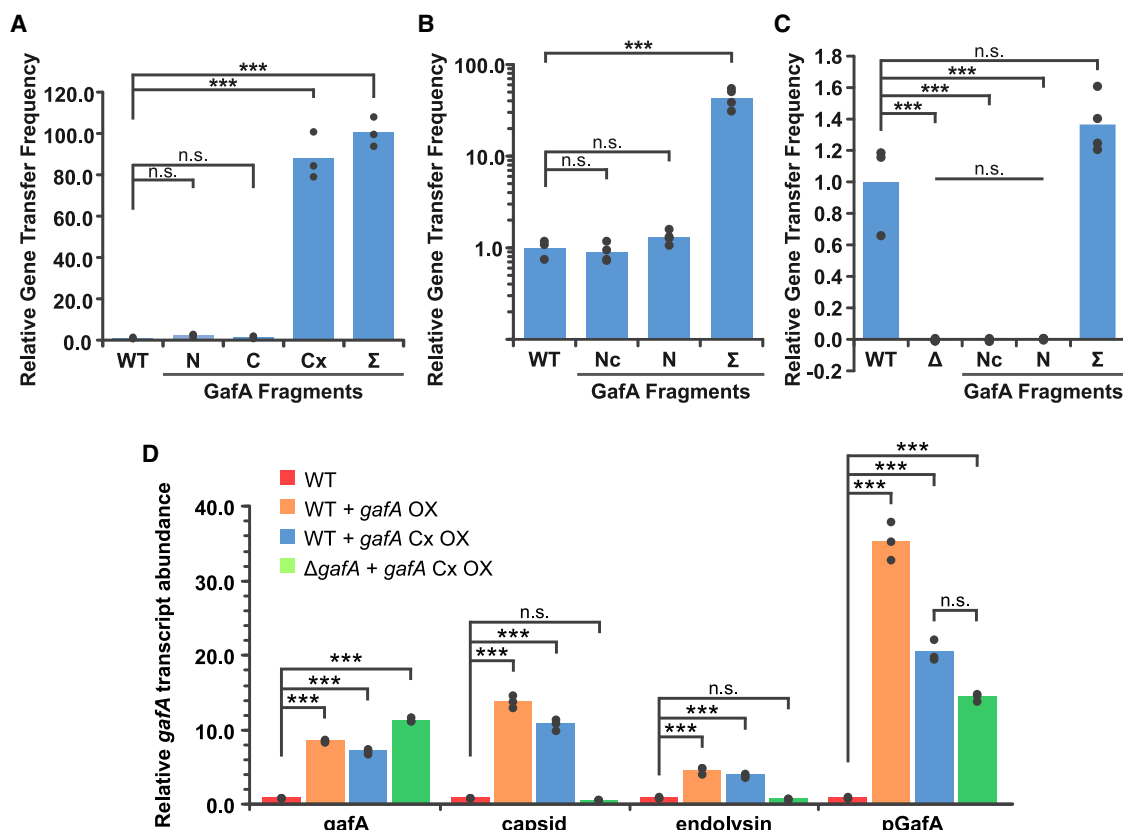 A
Relative Gene Transfer Frequency
120.0
100.0
80.0
60.0
40.0
20.0
0.0
***
***
n.s.
n.s.
WT N C Cx Σ
GafA Fragments
B
Relative Gene Transfer Frequency
100.0
10.0
1.0
***
n.s.
n.s.
WT Nc N Σ
GafA Fragments
C
Relative Gene Transfer Frequency
1.8
1.6
1.4
1.2
1.0
0.8
0.6
0.4
0.2
0.0
-0.2
n.s.
***
***
***
n.s.
WT Δ Nc N Σ
GafA Fragments
D
Relative gafA transcript abundance
40.0
30.0
20.0
10.0
0.0
WT
WT + gafA OX
WT + gafA Cx OX
ΔgafA + gafA Cx OX
***
***
***
n.s.
***
***
n.s.
***
***
***
***
***
n.s.
gafA capsid endolysin pGafA